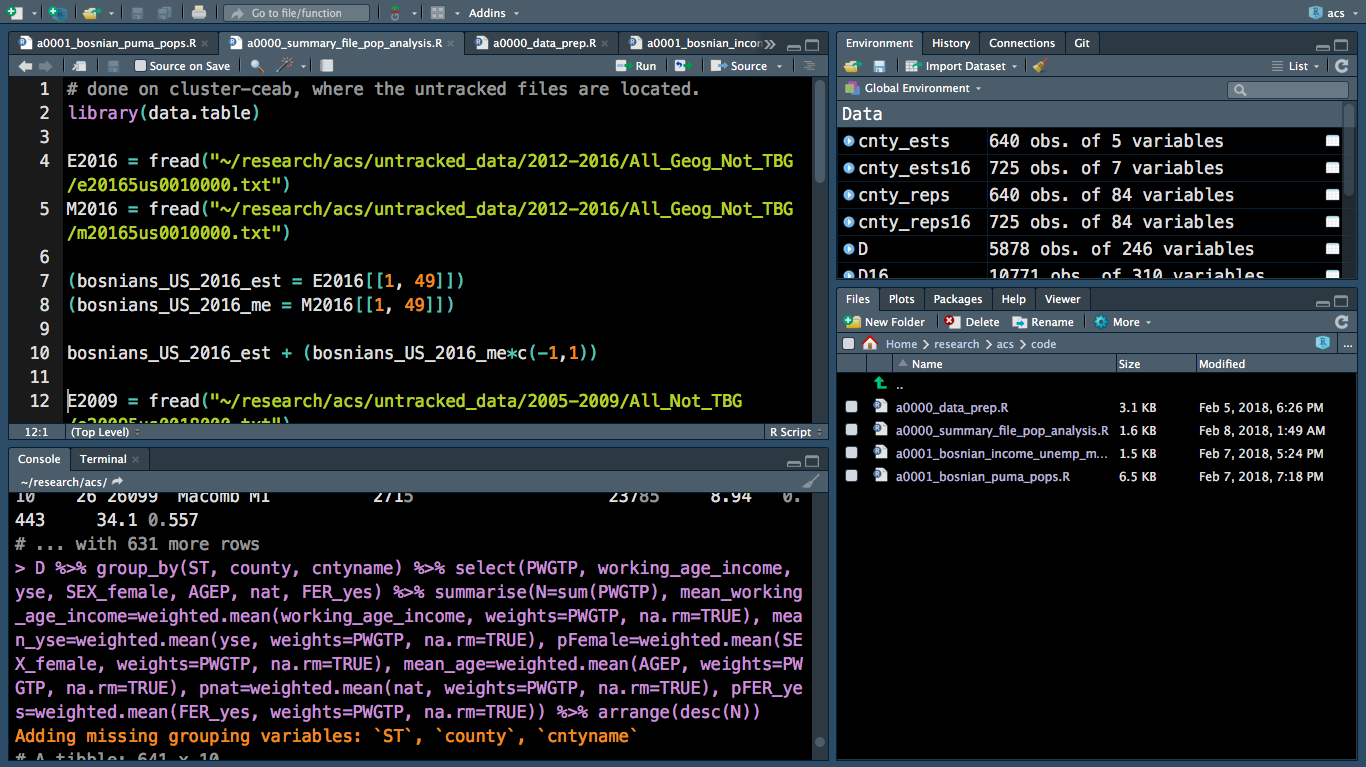 Go to file/function
Addins
acs
a0001_bosnian_puma_pops.R
a0000_summary_file_pop_analysis.R
a0000_data_prep.R
a0001_bosnian_incor
Source on Save
Run
Source
1 # done on cluster-ceab, where the untracked files are located.
2 library(data.table)
3
4 E2016 = fread("~/research/acs/untracked_data/2012-2016/All_Geog_Not_TBG
/e20165us0010000.txt")
5 M2016 = fread("~/research/acs/untracked_data/2012-2016/All_Geog_Not_TBG
/m20165us0010000.txt")
6
7 (bosnians_US_2016_est = E2016[[1, 49]])
8 (bosnians_US_2016_me = M2016[[1, 49]])
9
10 bosnians_US_2016_est + (bosnians_US_2016_me*c(-1,1))
11
12 E2009 = fread("~/research/acs/untracked_data/2005-2009/All_Not_TBG
12:1 (Top Level) R Script
Console Terminal
~/research/acs/
10 26 26099 Macomb MI 2715 23785 8.94 0.
443 34.1 0.557
# ... with 631 more rows
> D %>% group_by(ST, county, cntyname) %>% select(PWGTP, working_age_income,
yse, SEX_female, AGEP, nat, FER_yes) %>% summarise(N=sum(PWGTP), mean_working
_age_income=weighted.mean(working_age_income, weights=PWGTP, na.rm=TRUE), mea
n_yse=weighted.mean(yse, weights=PWGTP, na.rm=TRUE), pFemale=weighted.mean(SE
X_female, weights=PWGTP, na.rm=TRUE), mean_age=weighted.mean(AGEP, weights=PW
GTP, na.rm=TRUE), pnat=weighted.mean(nat, weights=PWGTP, na.rm=TRUE), pFER_ye
s=weighted.mean(FER_yes, weights=PWGTP, na.rm=TRUE)) %>% arrange(desc(N))
Adding missing grouping variables: `ST`, `county`, `cntyname`
# A tibble: 641 x 10
Environment History Connections Git
Import Dataset
List
Global Environment
Data
cnty_ests 640 obs. of 5 variables
cnty_ests16 725 obs. of 7 variables
cnty_reps 640 obs. of 84 variables
cnty_reps16 725 obs. of 84 variables
D 5878 obs. of 246 variables
D16 10771 obs. of 310 variables
Files Plots Packages Help Viewer
New Folder Delete Rename More
Home > research > acs > code ...
Name Size Modified
..
a0000_data_prep.R 3.1 KB Feb 5, 2018, 6:26 PM
a0000_summary_file_pop_analysis.R 1.6 KB Feb 8, 2018, 1:49 AM
a0001_bosnian_income_unemp_m... 1.5 KB Feb 7, 2018, 5:24 PM
a0001_bosnian_puma_pops.R 6.5 KB Feb 7, 2018, 7:18 PM